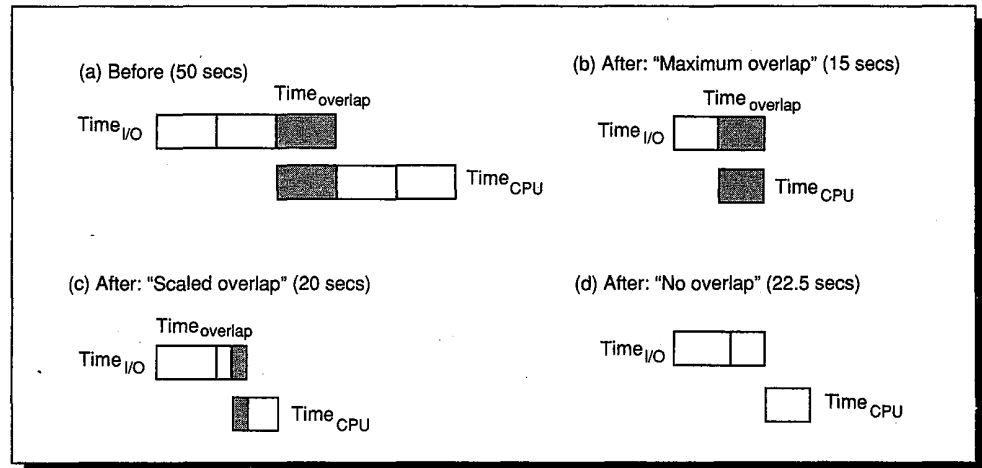 (a) Before (50 secs)
Time_overlap
Time_I/O
Time_CPU
(b) After: "Maximum overlap" (15 secs)
Time_overlap
Time_I/O
Time_CPU
(c) After: "Scaled overlap" (20 secs)
Time_overlap
Time_I/O
Time_CPU
(d) After: "No overlap" (22.5 secs)
Time_I/O
Time_CPU